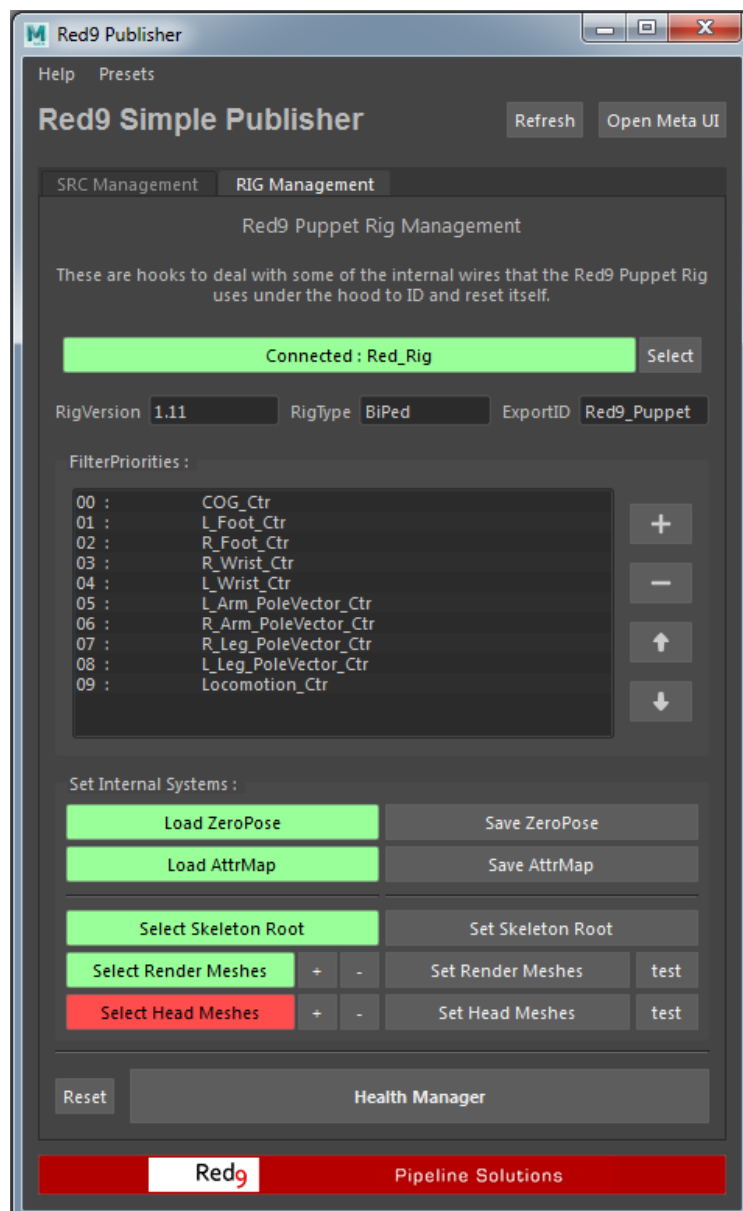 Red9 Publisher
Help Presets
Red9 Simple Publisher
Refresh
Open Meta UI
SRC Management
RIG Management
Red9 Puppet Rig Management
These are hooks to deal with some of the internal wires that the Red9 Puppet Rig
uses under the hood to ID and reset itself.
Connected : Red_Rig
Select
RigVersion 1.11 RigType BiPed ExportID Red9_Puppet
FilterPriorities :
00 : COG_Ctr
01 : L_Foot_Ctr
02 : R_Foot_Ctr
03 : R_Wrist_Ctr
04 : L_Wrist_Ctr
05 : L_Arm_PoleVector_Ctr
06 : R_Arm_PoleVector_Ctr
07 : R_Leg_PoleVector_Ctr
08 : L_Leg_PoleVector_Ctr
09 : Locomotion_Ctr
Set Internal Systems :
Load ZeroPose Save ZeroPose
Load AttrMap Save AttrMap
Select Skeleton Root Set Skeleton Root
Select Render Meshes + - Set Render Meshes test
Select Head Meshes + - Set Head Meshes test
Reset Health Manager
Red9 Pipeline Solutions